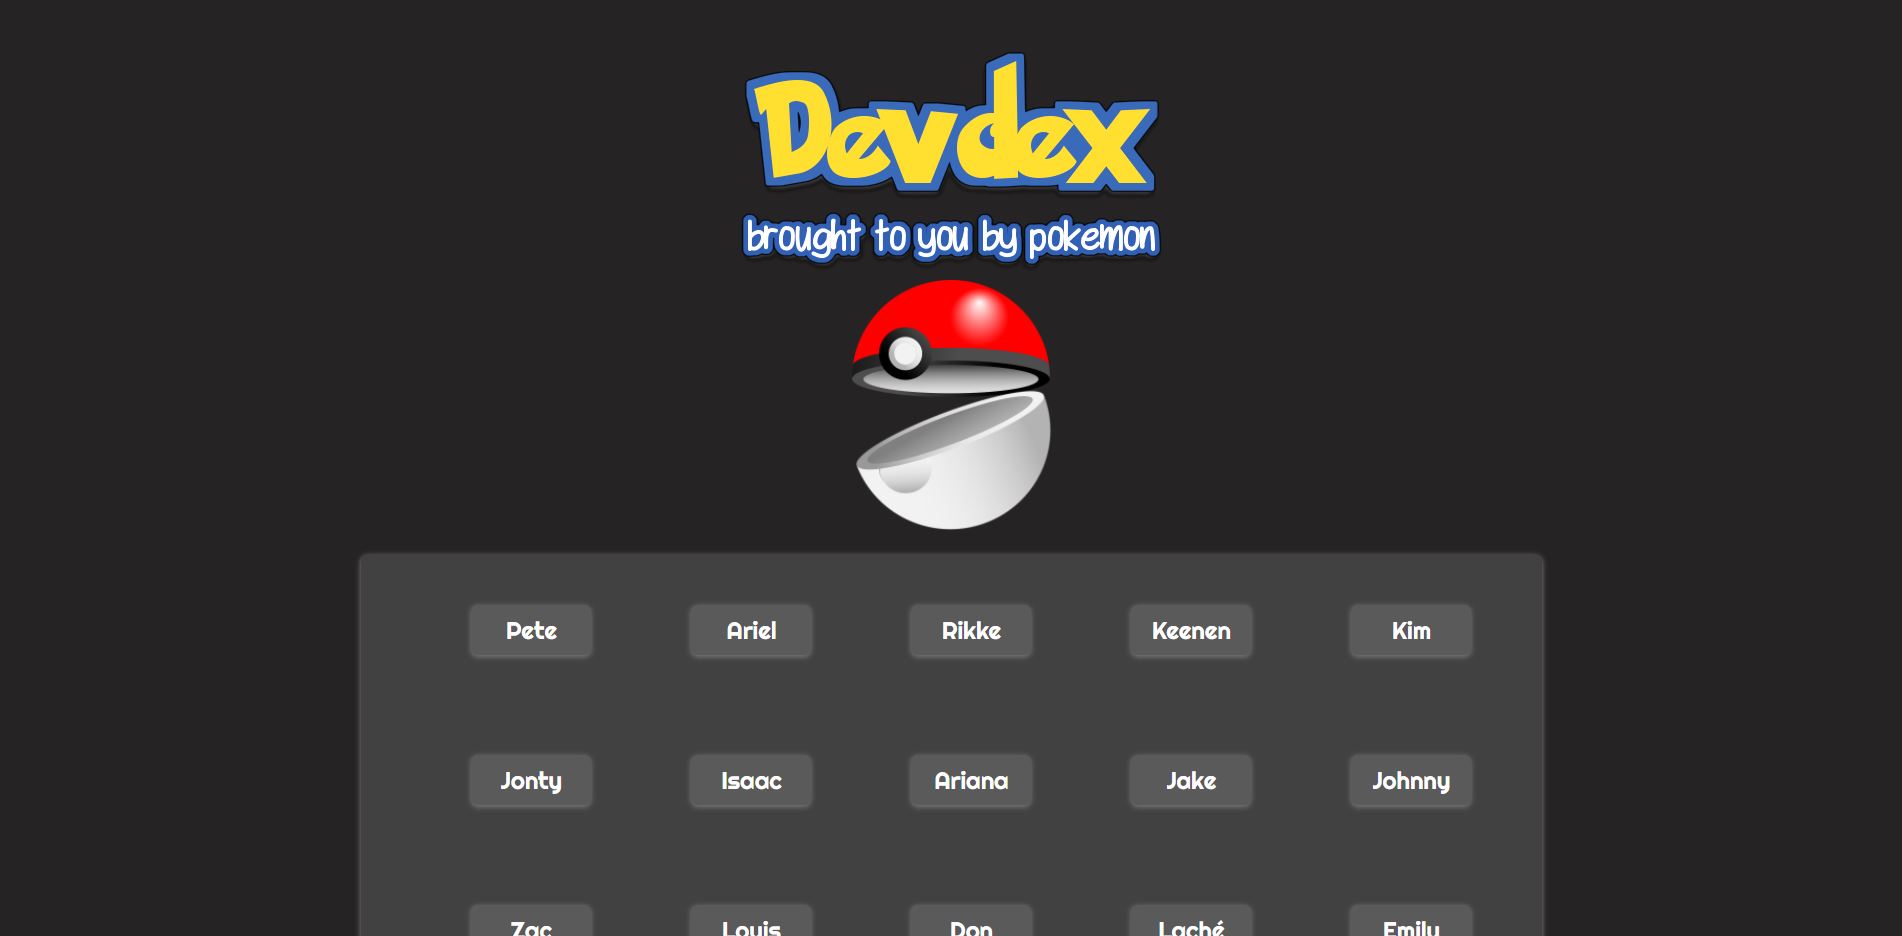 Devdex
brought to you by pokemon
Pete Ariel Rikke Keenen Kim
Jonty Isaac Ariana Jake Johnny
Zac Louis Don Laché Emily